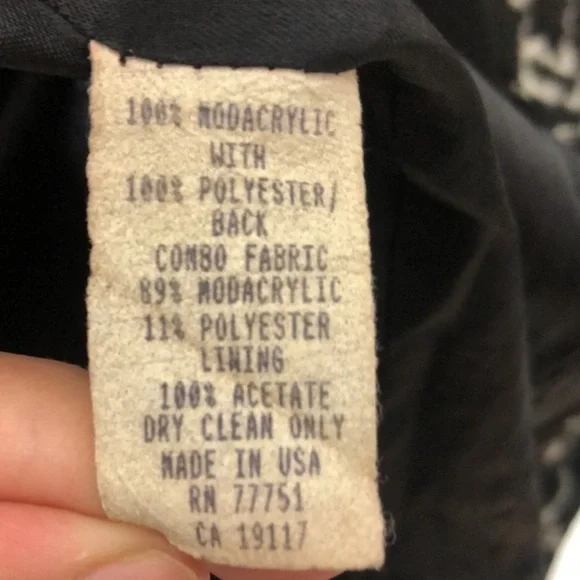 100% MODACRYLIC
WITH
100% POLYESTER/
BACK
COMBO FABRIC
89% MODACRYLIC
11% POLYESTER
LINING
100% ACETATE
DRY CLEAN ONLY
MADE IN USA
RN 77751
CA 19117